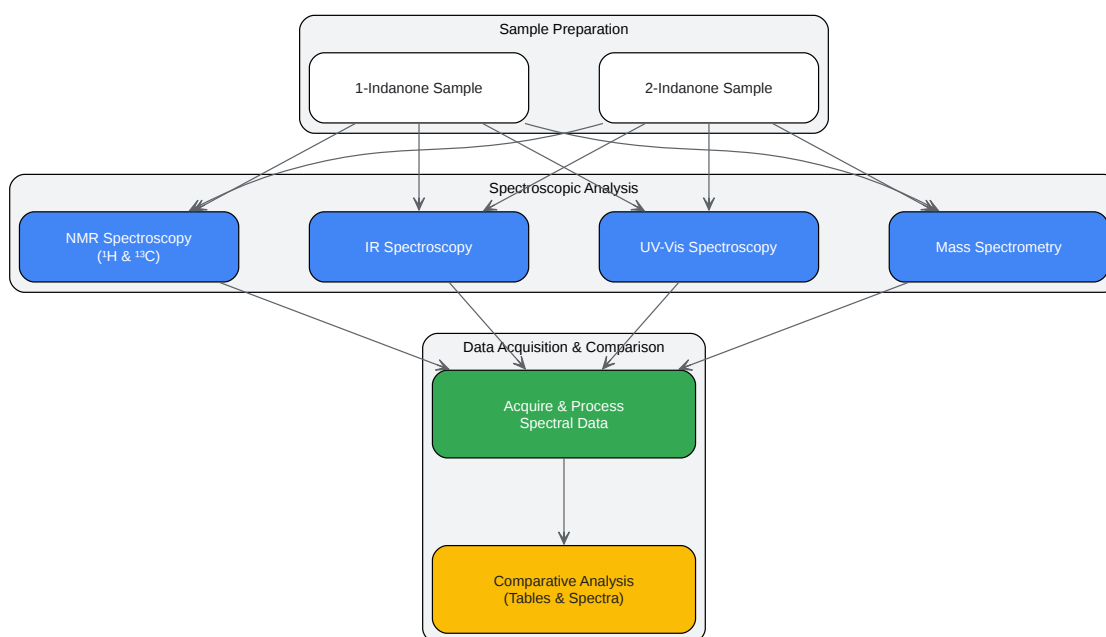 Sample Preparation
1-Indanone Sample
2-Indanone Sample
Spectroscopic Analysis
NMR Spectroscopy
(¹H & ¹³C)
IR Spectroscopy
UV-Vis Spectroscopy
Mass Spectrometry
Data Acquisition & Comparison
Acquire & Process
Spectral Data
Comparative Analysis
(Tables & Spectra)